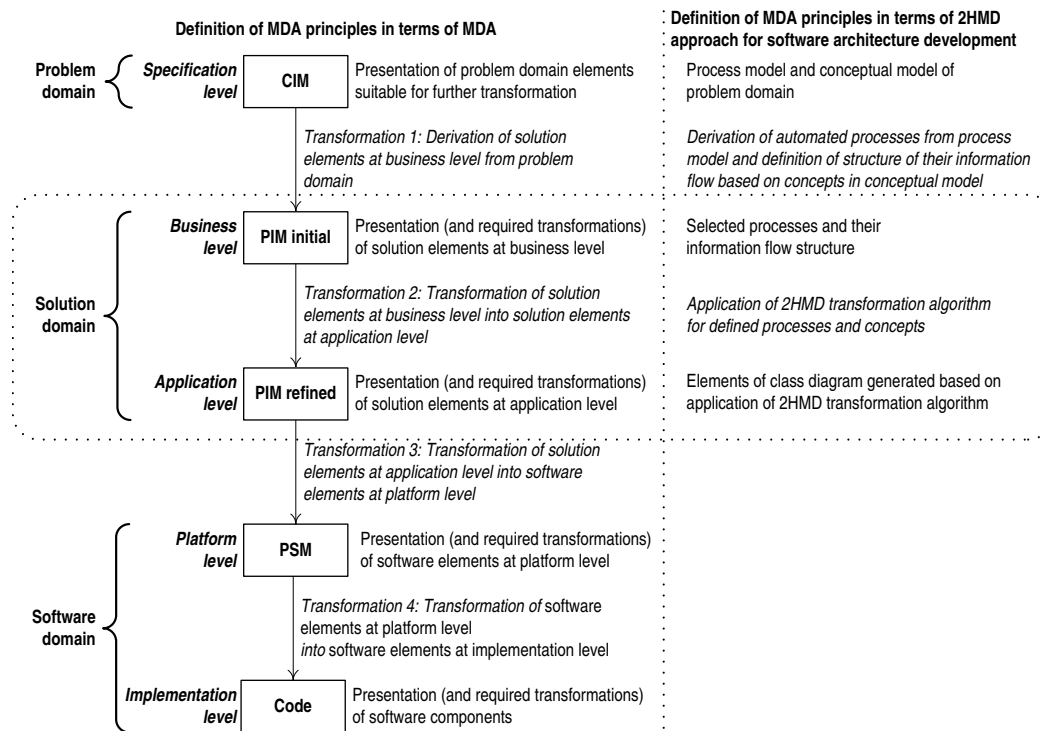 Definition of MDA principles in terms of MDA
Definition of MDA principles in terms of 2HMD
approach for software architecture development
Problem
domain
Specification
level
CIM
Presentation of problem domain elements
suitable for further transformation
Process model and conceptual model of
problem domain
Transformation 1: Derivation of solution
elements at business level from problem
domain
Derivation of automated processes from process
model and definition of structure of their information
flow based on concepts in conceptual model
Solution
domain
Business
level
PIM initial
Presentation (and required transformations)
of solution elements at business level
Selected processes and their
information flow structure
Transformation 2: Transformation of solution
elements at business level into solution elements
at application level
Application of 2HMD transformation algorithm
for defined processes and concepts
Application
level
PIM refined
Presentation (and required transformations)
of solution elements at application level
Elements of class diagram generated based on
application of 2HMD transformation algorithm
Transformation 3: Transformation of solution
elements at application level into software
elements at platform level
Software
domain
Platform
level
PSM
Presentation (and required transformations)
of software elements at platform level
Transformation 4: Transformation of software
elements at platform level
into software elements at implementation level
Implementation
level
Code
Presentation (and required transformations)
of software components